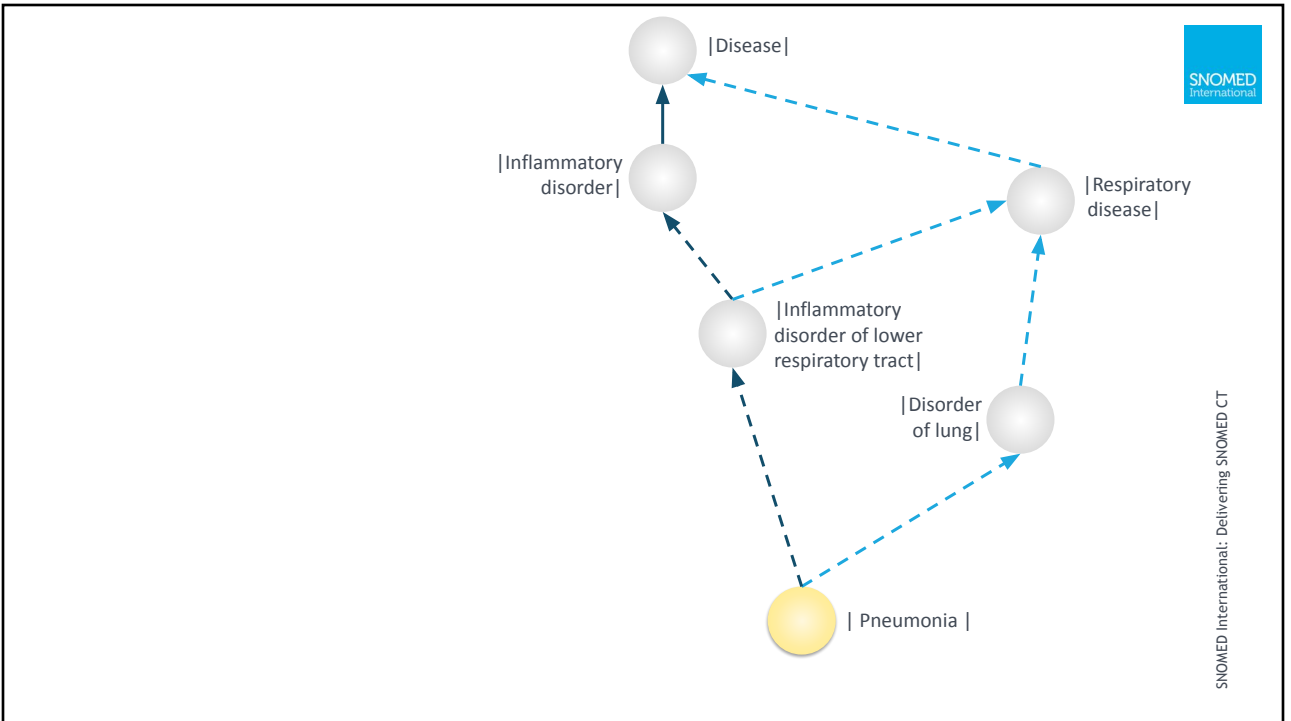 |Disease|
SNOMED
International
|Inflammatory
disorder|
|Respiratory
disease|
|Inflammatory
disorder of lower
respiratory tract|
|Disorder
of lung|
| Pneumonia |
SNOMED International: Delivering SNOMED CT